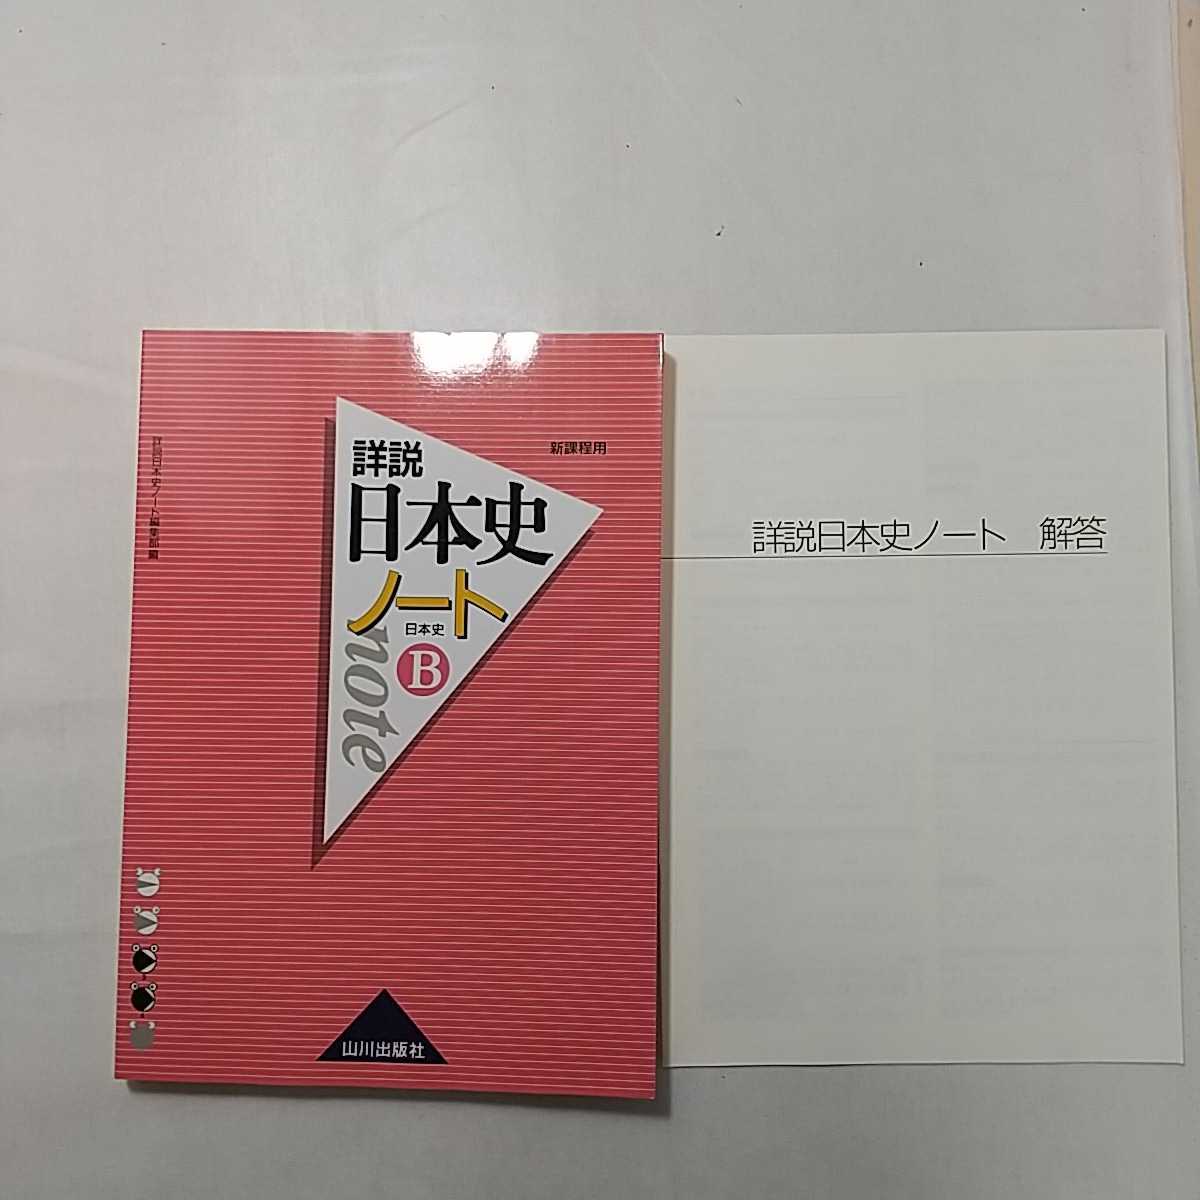 詳説日本史ノート編集部編
新課程用
詳説
日本史
ノート
日本史
B
note
山川出版社
詳説日本史ノート　解答